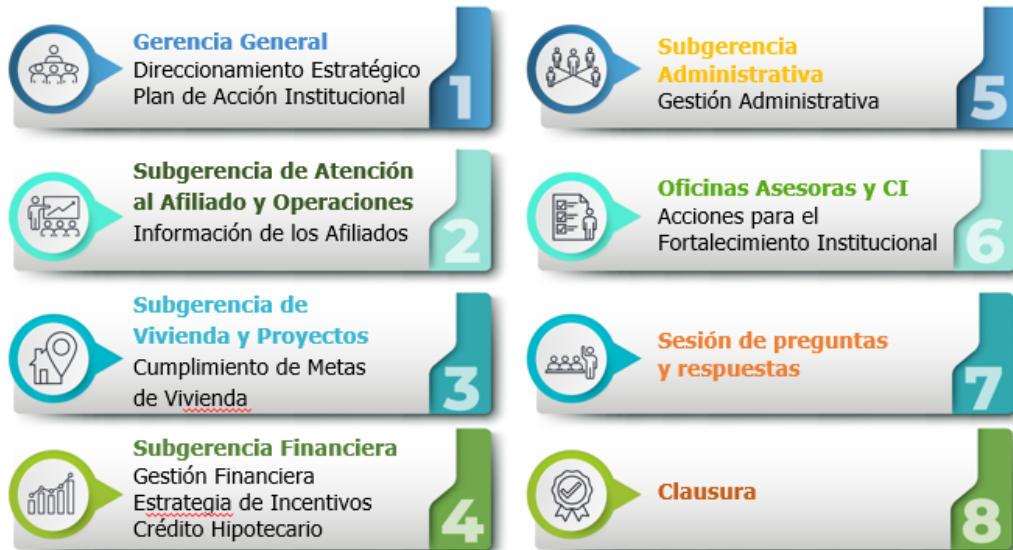 Gerencia General
Direccionamiento Estratégico
Plan de Acción Institucional
1
Subgerencia de Atención
al Afiliado y Operaciones
Información de los Afiliados
2
Subgerencia de
Vivienda y Proyectos
Cumplimiento de Metas
de Vivienda
3
Subgerencia Financiera
Gestión Financiera
Estrategia de Incentivos
Crédito Hipotecario
4
Subgerencia
Administrativa
Gestión Administrativa
5
Oficinas Asesoras y CI
Acciones para el
Fortalecimiento Institucional
6
Sesión de preguntas
y respuestas
7
Clausura
8